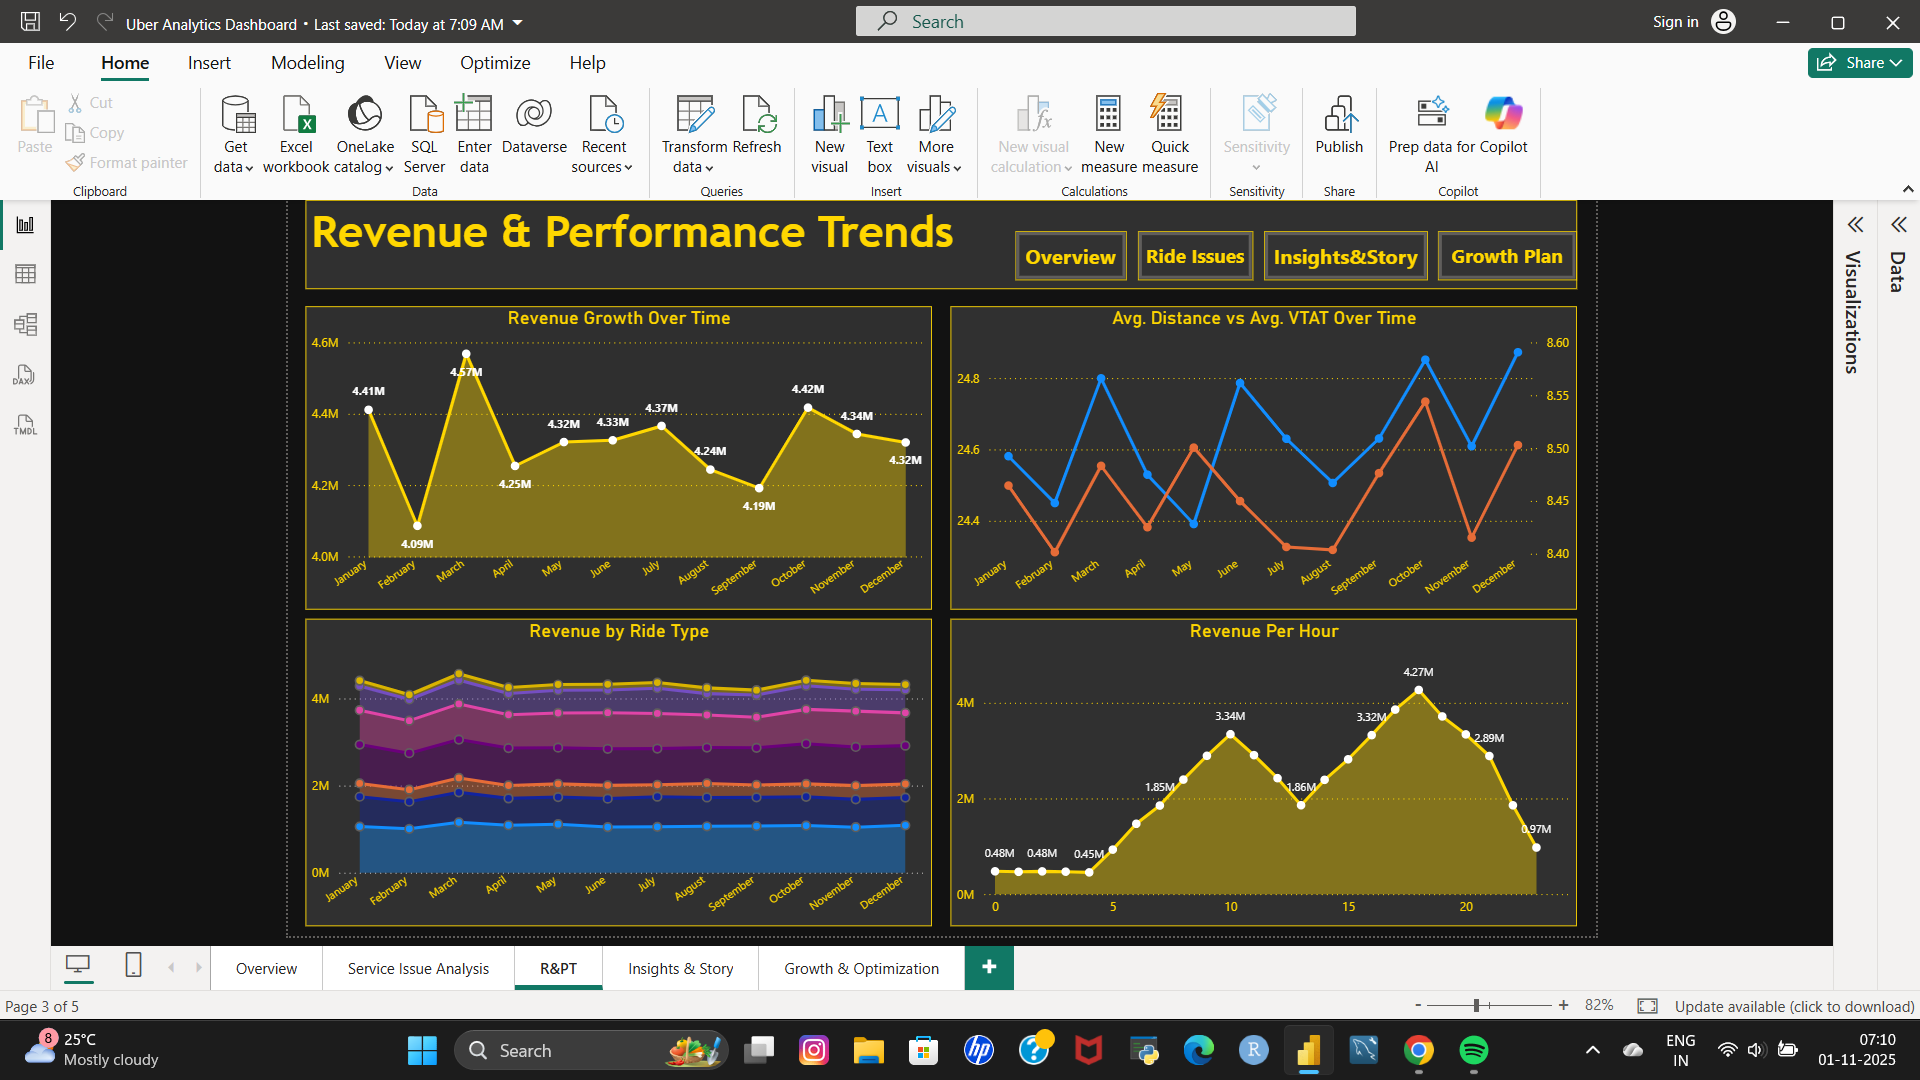 Uber Analytics Dashboard • Last saved: Today at 7:09 AM
Search
Sign in
File Home Insert Modeling View Optimize Help
Share
Paste
Cut
Copy
Format painter
Clipboard
Get data
Excel workbook
OneLake catalog
SQL Server
Enter data
Dataverse
Recent sources
Data
Transform data
Refresh
Queries
New visual
Text box
More visuals
Insert
New visual calculation
New measure
Quick measure
Calculations
Sensitivity
Sensitivity
Publish
Share
Prep data for AI
Copilot
Copilot
DAX
TMDL
Revenue & Performance Trends
Overview
Ride Issues
Insights&Story
Growth Plan
Visualizations
Data
Revenue Growth Over Time
4.6M
4.4M
4.2M
4.0M
4.41M
4.09M
4.57M
4.25M
4.32M
4.33M
4.37M
4.24M
4.19M
4.42M
4.34M
4.32M
January February March April May June July August September October November December
Avg. Distance vs Avg. VTAT Over Time
24.8
24.6
24.4
8.60
8.55
8.50
8.45
8.40
January February March April May June July August September October November December
Revenue by Ride Type
4M
2M
0M
January February March April May June July August September October November December
Revenue Per Hour
4M
2M
0M
0.48M
0.48M
0.45M
1.85M
3.34M
1.86M
3.32M
4.27M
2.89M
0.97M
0 5 10 15 20
Overview
Service Issue Analysis
R&PT
Insights & Story
Growth & Optimization
+
Page 3 of 5
- + 82%
Update available (click to download)
8
25°C
Mostly cloudy
Search
hp
?
R
ENG
IN
07:10
01-11-2025